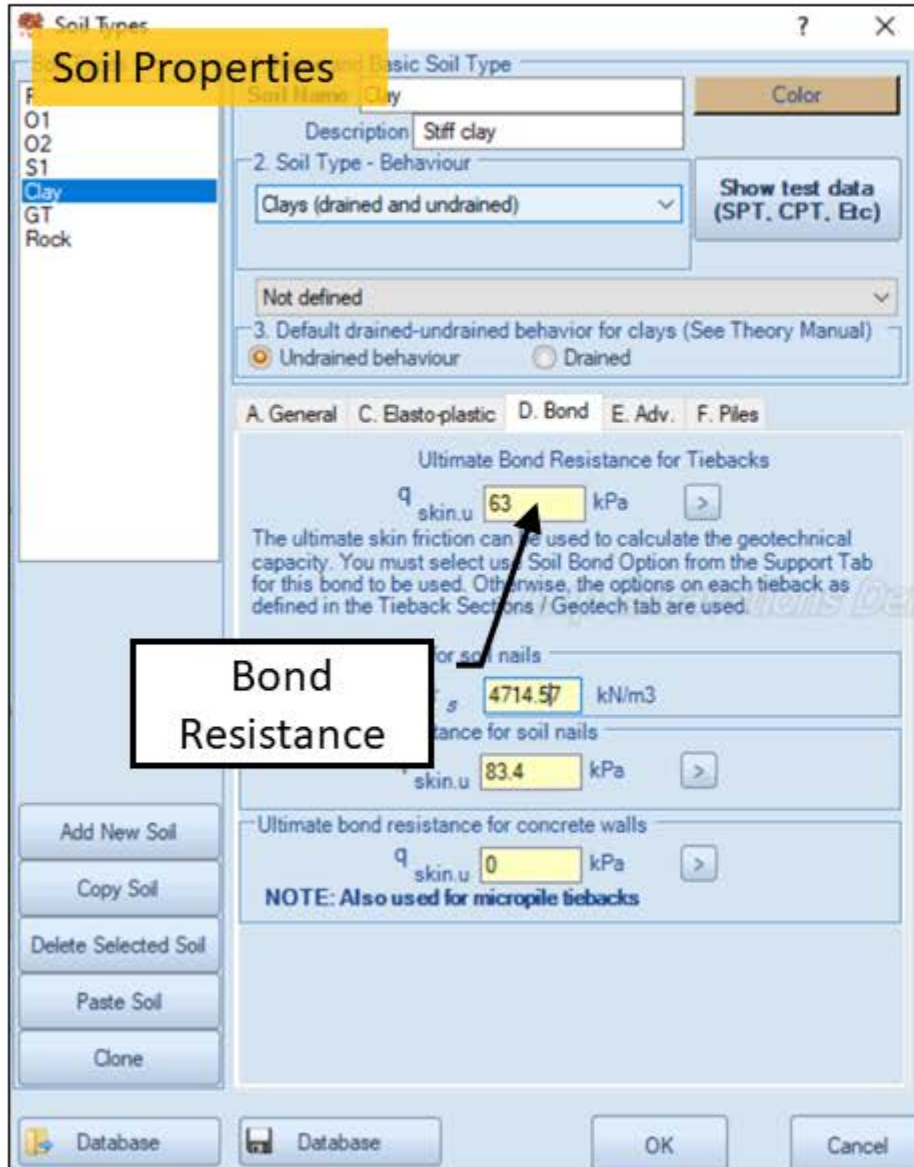 Soil Types
? ✕
Soil Properties
and Basic Soil Type
Soil Name Clay
Color
Description Stiff clay
F
O1
O2
S1
Clay
GT
Rock
2. Soil Type - Behaviour
Clays (drained and undrained)
Show test data
(SPT, CPT, Etc)
Not defined
3. Default drained-undrained behavior for clays (See Theory Manual)
Undrained behaviour Drained
A. General C. Elasto-plastic D. Bond E. Adv. F. Piles
Ultimate Bond Resistance for Tiebacks
q skin.u 63 kPa >
The ultimate skin friction can be used to calculate the geotechnical
capacity. You must select use Soil Bond Option from the Support Tab
for this bond to be used. Otherwise, the options on each tieback as
defined in the Tieback Sections / Geotech tab are used.
Bond
Resistance
for soil nails
s 4714.57 kN/m3
tance for soil nails
skin.u 83.4 kPa >
Ultimate bond resistance for concrete walls
q skin.u 0 kPa >
NOTE: Also used for micropile tiebacks
Add New Soil
Copy Soil
Delete Selected Soil
Paste Soil
Clone
Database
Database
OK
Cancel